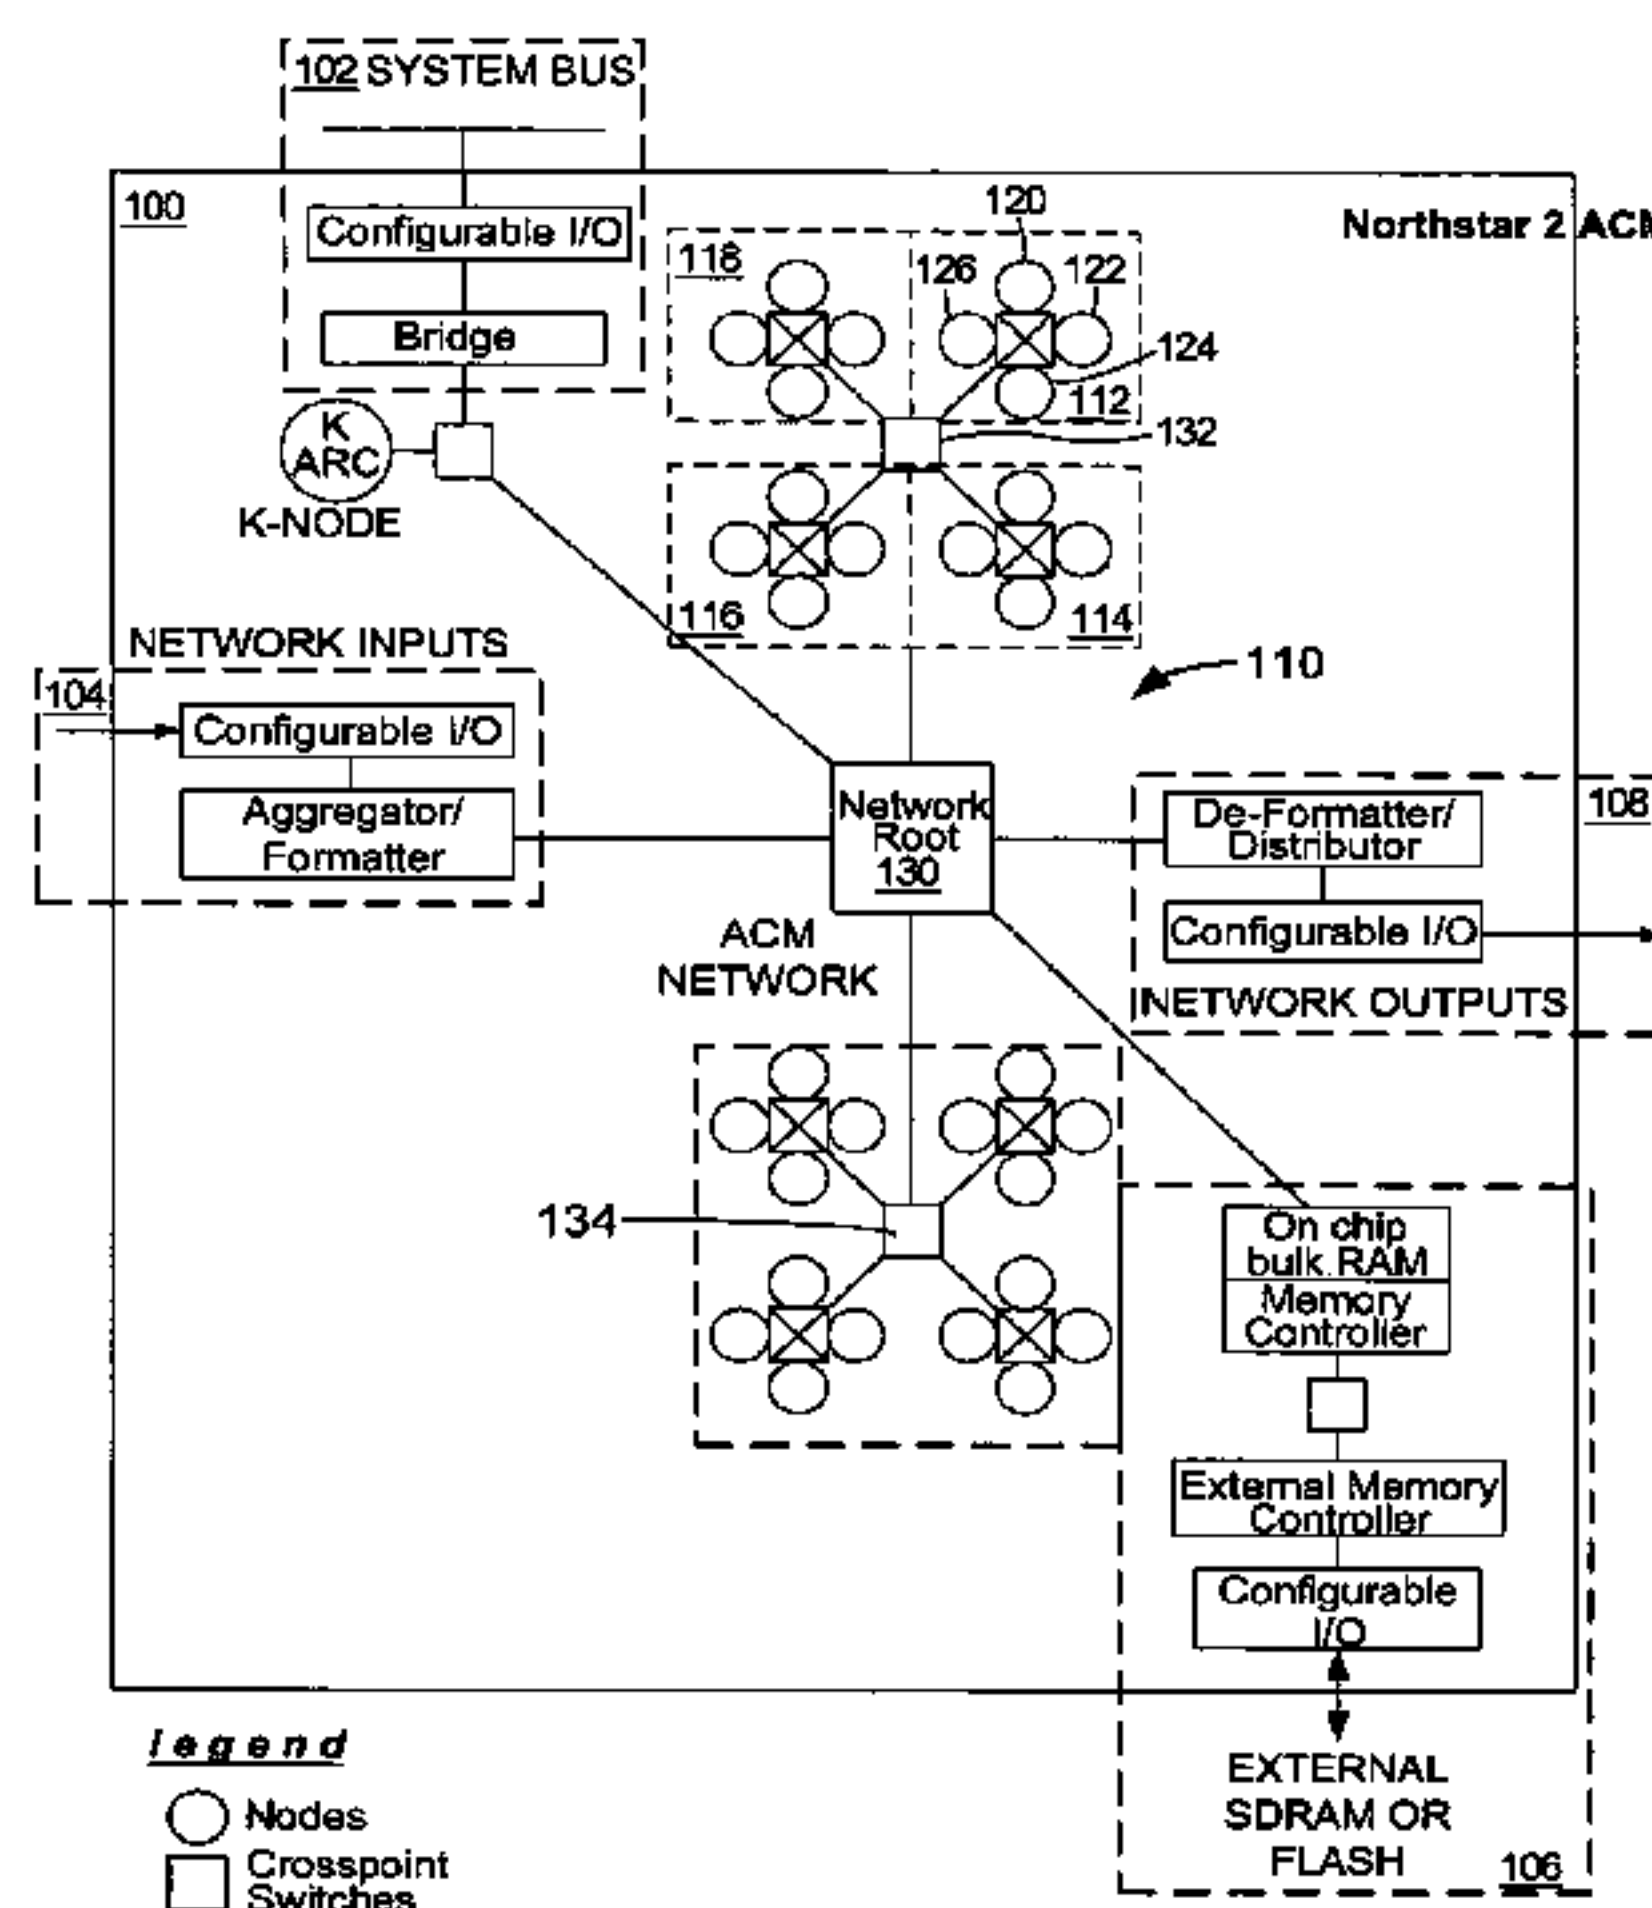 102 SYSTEM BUS
100
Configurable I/O
Bridge
K
ARC
K-NODE
Northstar 2 ACM
120
118
126
122
124
112
132
116
114
110
NETWORK INPUTS
104
Configurable I/O
Aggregator/
Formatter
Network
Root
130
De-Formatter/
Distributor
108
Configurable I/O
NETWORK OUTPUTS
ACM
NETWORK
134
On chip
bulk RAM
Memory
Controller
External Memory
Controller
Configurable
I/O
EXTERNAL
SDRAM OR
FLASH
106
legend
Nodes
Crosspoint
Switches